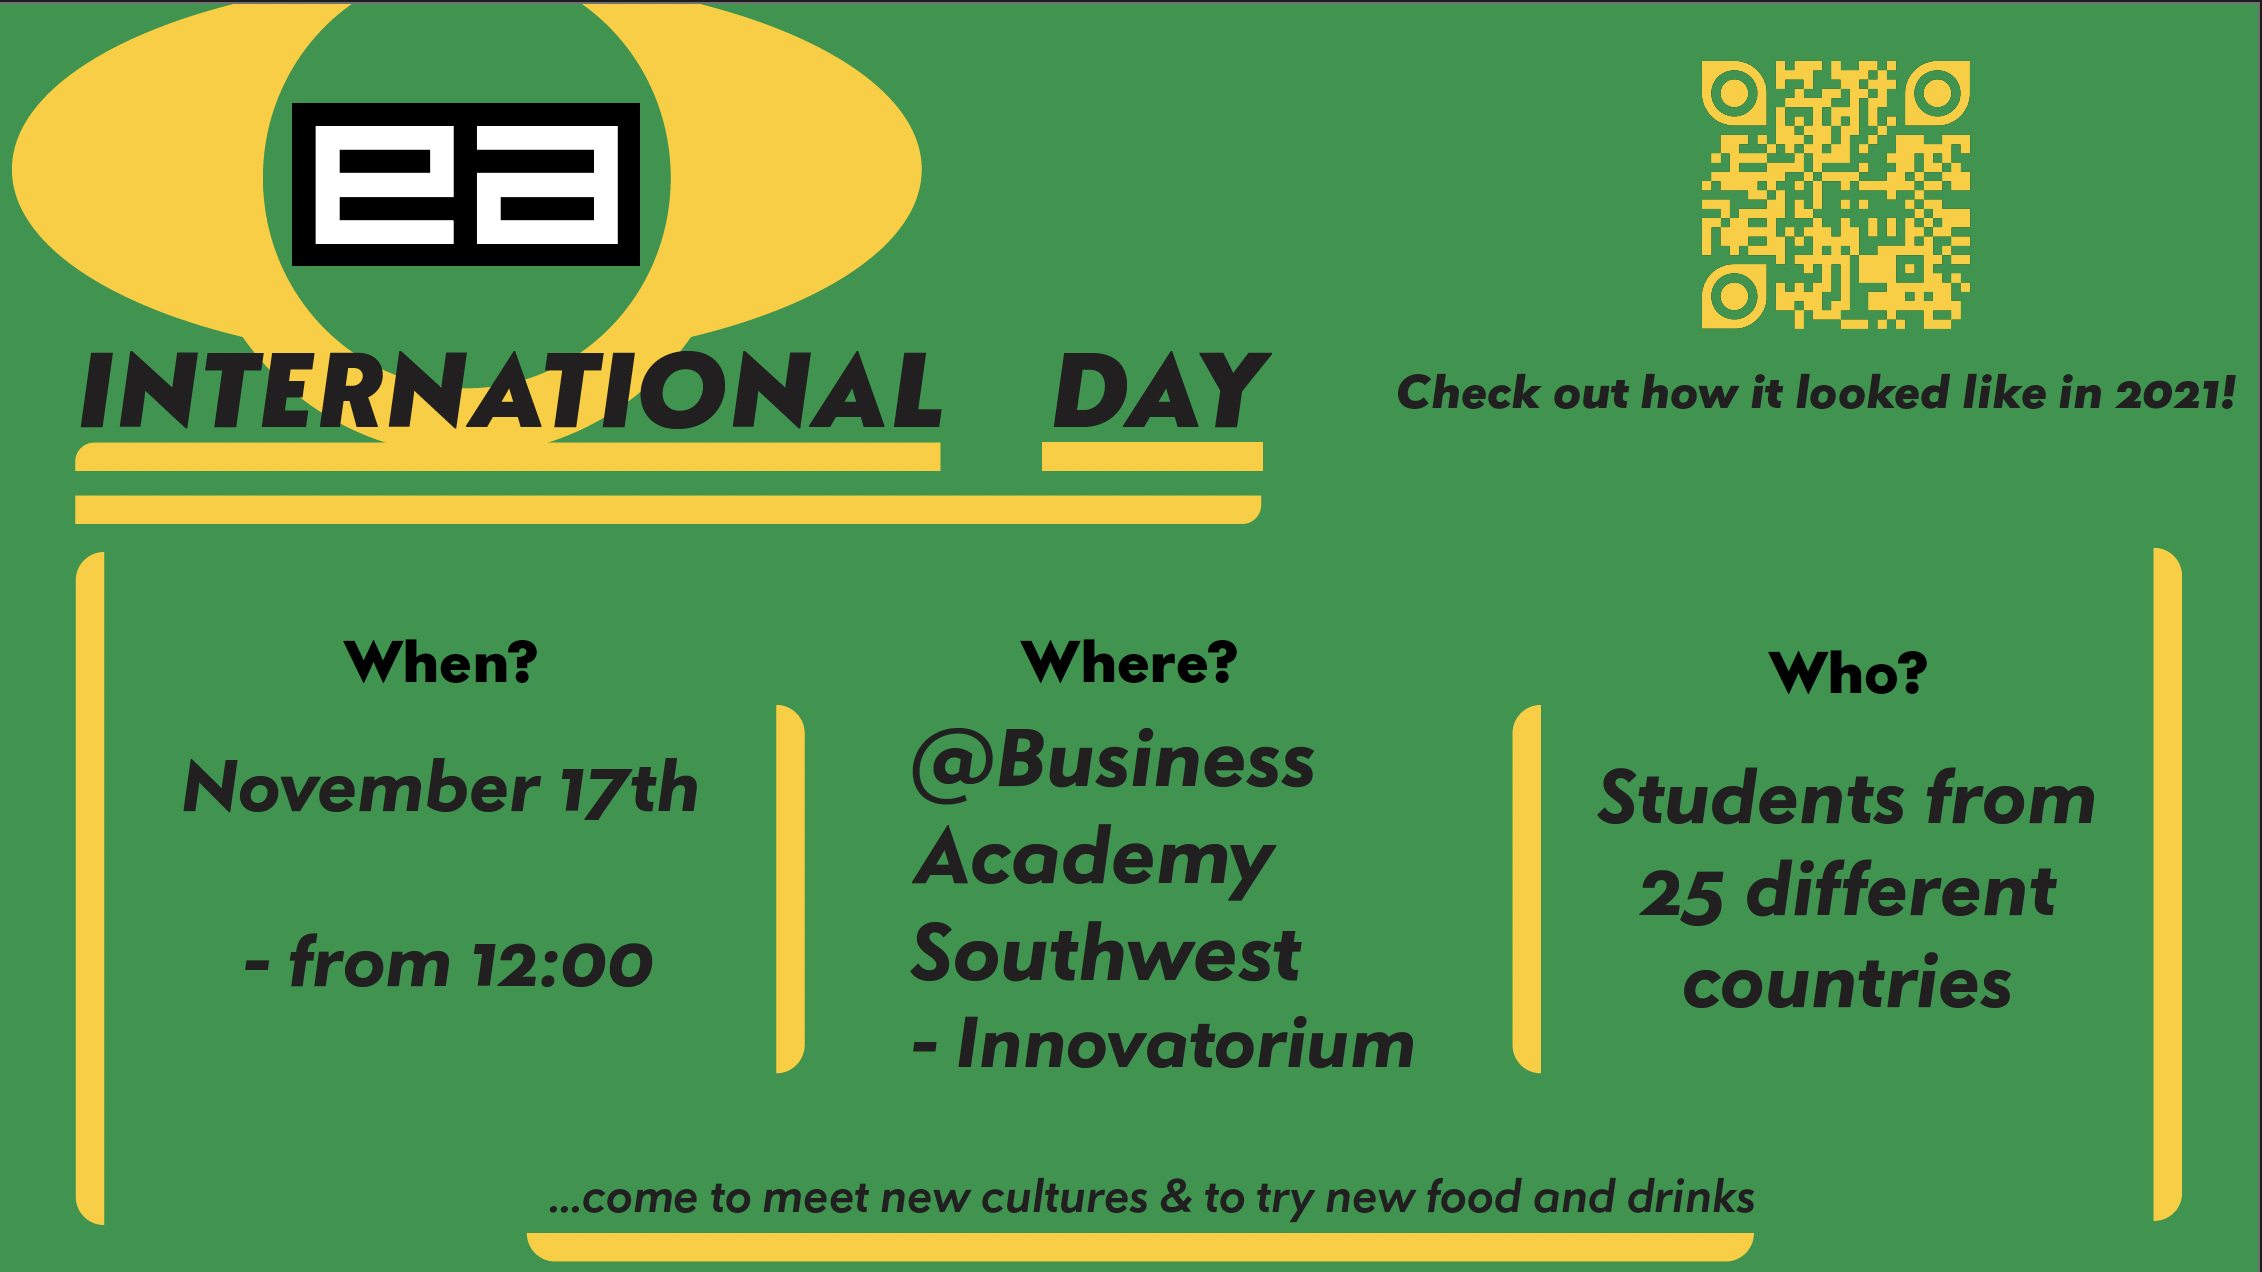 ea
INTERNATIONAL DAY
Check out how it looked like in 2021!
When?
November 17th
- from 12:00
Where?
@Business
Academy
Southwest
- Innovatorium
Who?
Students from
25 different
countries
...come to meet new cultures & to try new food and drinks